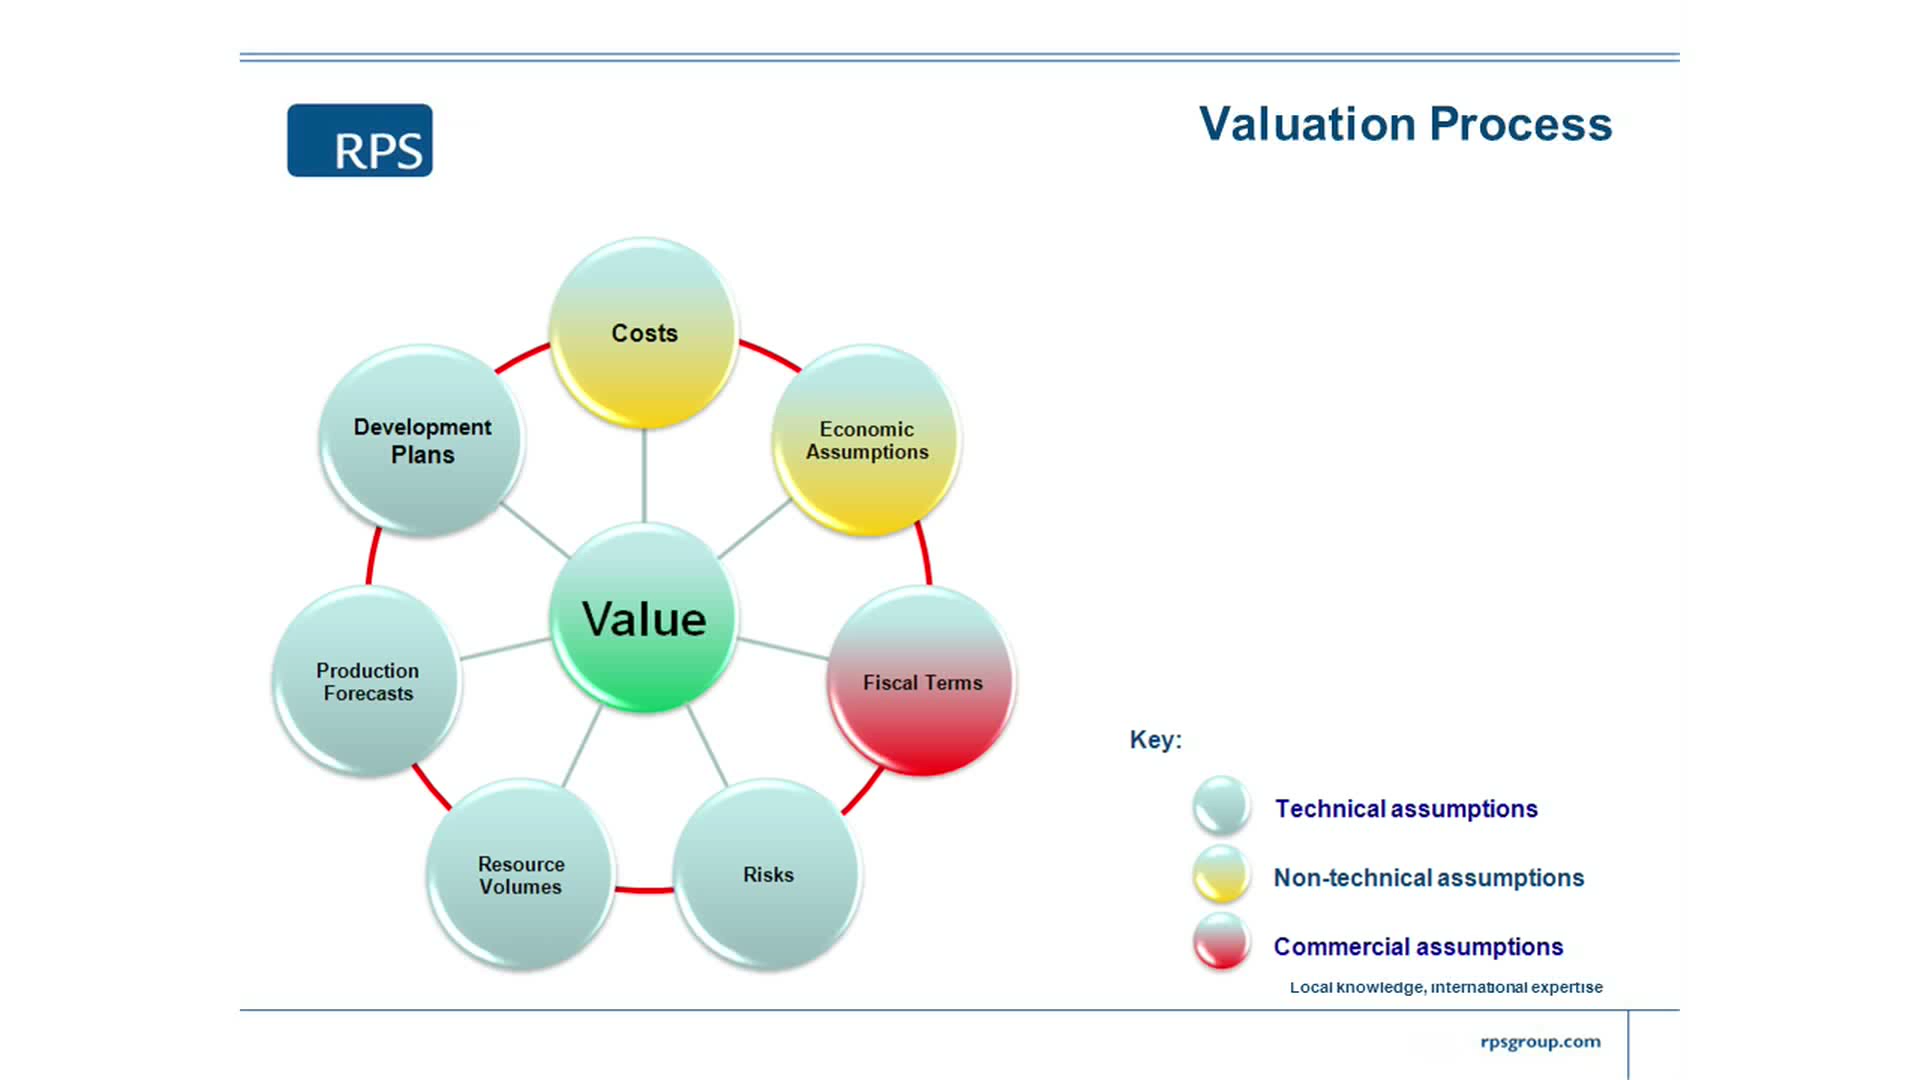 RPS
Valuation Process
Costs
Economic
Assumptions
Development
Plans
Value
Production
Forecasts
Fiscal Terms
Resource
Volumes
Risks
Key:
Technical assumptions
Non-technical assumptions
Commercial assumptions
Local knowledge, international expertise
rpsgroup.com